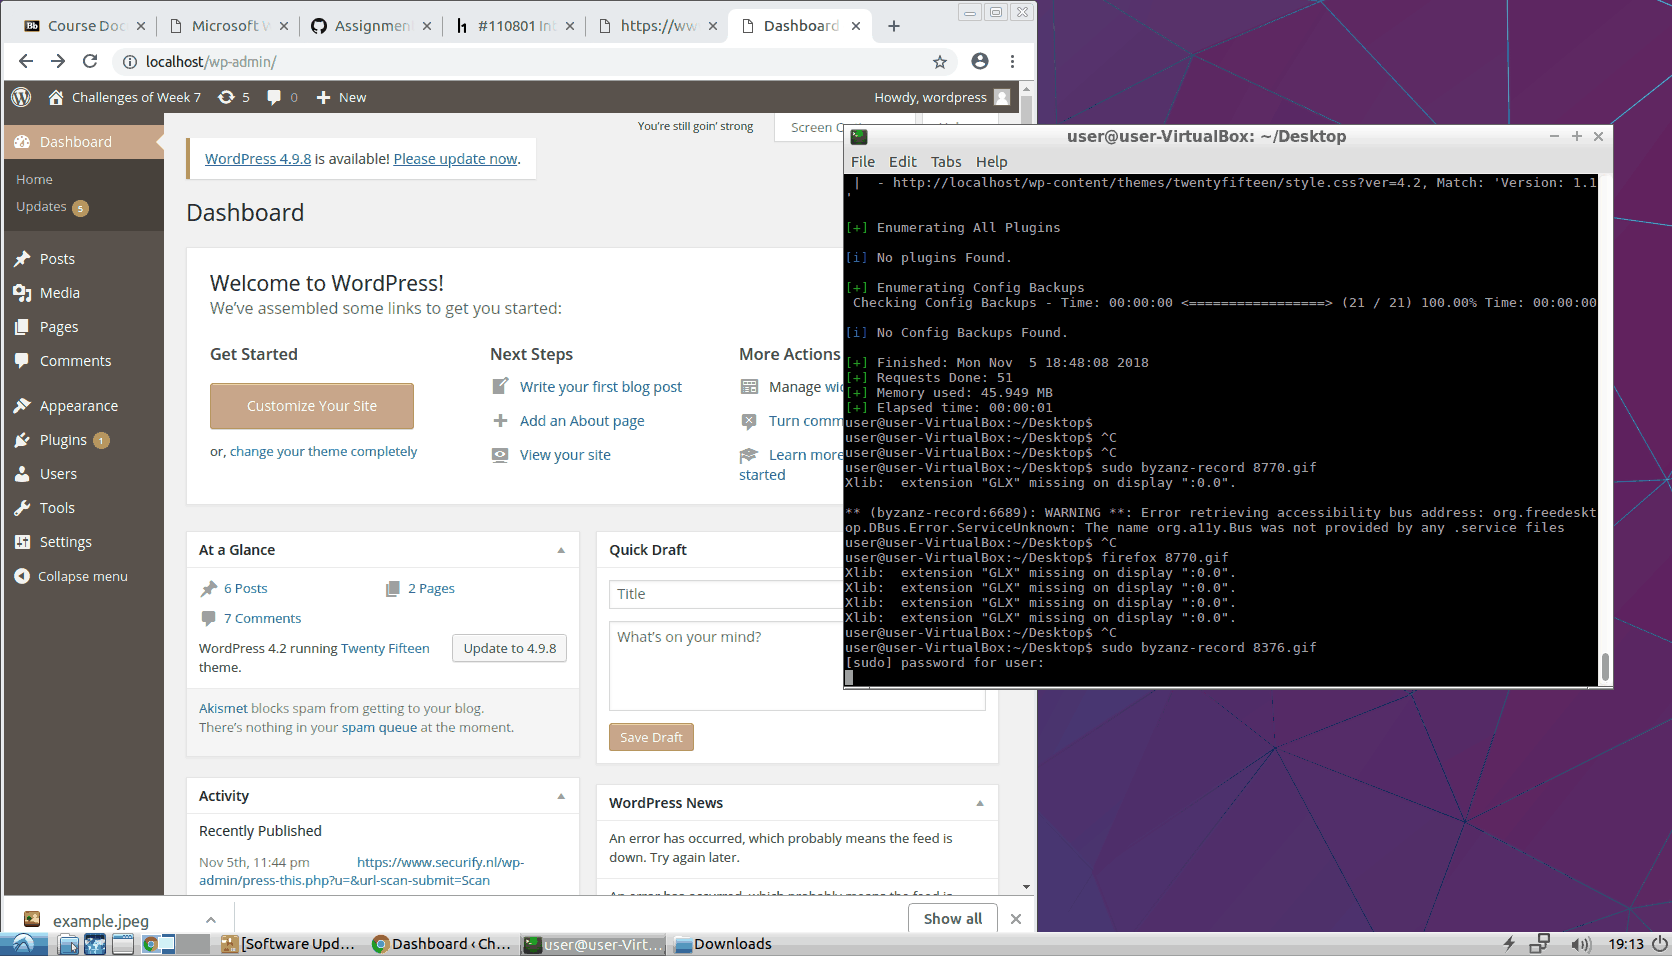 Course Doc
Microsoft W
Assignmen
#110801 Int
https://ww
Dashboard
localhost/wp-admin/
Challenges of Week 7
5
0
New
Howdy, wordpress
Dashboard
Home
Updates 5
Posts
Media
Pages
Comments
Appearance
Plugins 1
Users
Tools
Settings
Collapse menu
You're still goin' strong
Screen
WordPress 4.9.8 is available! Please update now.
Dashboard
Welcome to WordPress!
We've assembled some links to get you started:
Get Started
Customize Your Site
or, change your theme completely
Next Steps
Write your first blog post
Add an About page
View your site
More Actions
Manage wi
Turn comm
Learn more
started
At a Glance
6 Posts
2 Pages
7 Comments
WordPress 4.2 running Twenty Fifteen
theme.
Update to 4.9.8
Akismet blocks spam from getting to your blog.
There's nothing in your spam queue at the moment.
Activity
Recently Published
Nov 5th, 11:44 pm https://www.securify.nl/wp-
admin/press-this.php?u=&url-scan-submit=Scan
Quick Draft
Title
What's on your mind?
Save Draft
WordPress News
An error has occurred, which probably means the feed is
down. Try again later.
An error has occurred, which probably means the feed is
user@user-VirtualBox: ~/Desktop
File Edit Tabs Help
| - http://localhost/wp-content/themes/twentyfifteen/style.css?ver=4.2, Match: 'Version: 1.1
'
[+] Enumerating All Plugins
[i] No plugins Found.
[+] Enumerating Config Backups
Checking Config Backups - Time: 00:00:00 <=================> (21 / 21) 100.00% Time: 00:00:00
[i] No Config Backups Found.
[+] Finished: Mon Nov  5 18:48:08 2018
[+] Requests Done: 51
[+] Memory used: 45.949 MB
[+] Elapsed time: 00:00:01
user@user-VirtualBox:~/Desktop$
user@user-VirtualBox:~/Desktop$ ^C
user@user-VirtualBox:~/Desktop$ ^C
user@user-VirtualBox:~/Desktop$ sudo byzanz-record 8770.gif
Xlib:  extension "GLX" missing on display ":0.0".
** (byzanz-record:6689): WARNING **: Error retrieving accessibility bus address: org.freedeskt
op.DBus.Error.ServiceUnknown: The name org.a11y.Bus was not provided by any .service files
user@user-VirtualBox:~/Desktop$ ^C
user@user-VirtualBox:~/Desktop$ firefox 8770.gif
Xlib:  extension "GLX" missing on display ":0.0".
Xlib:  extension "GLX" missing on display ":0.0".
Xlib:  extension "GLX" missing on display ":0.0".
Xlib:  extension "GLX" missing on display ":0.0".
user@user-VirtualBox:~/Desktop$ ^C
user@user-VirtualBox:~/Desktop$ sudo byzanz-record 8376.gif
[sudo] password for user:
example.jpeg
Show all
[Software Upd...
Dashboard ‹ Ch...
user@user-Virt...
Downloads
19:13